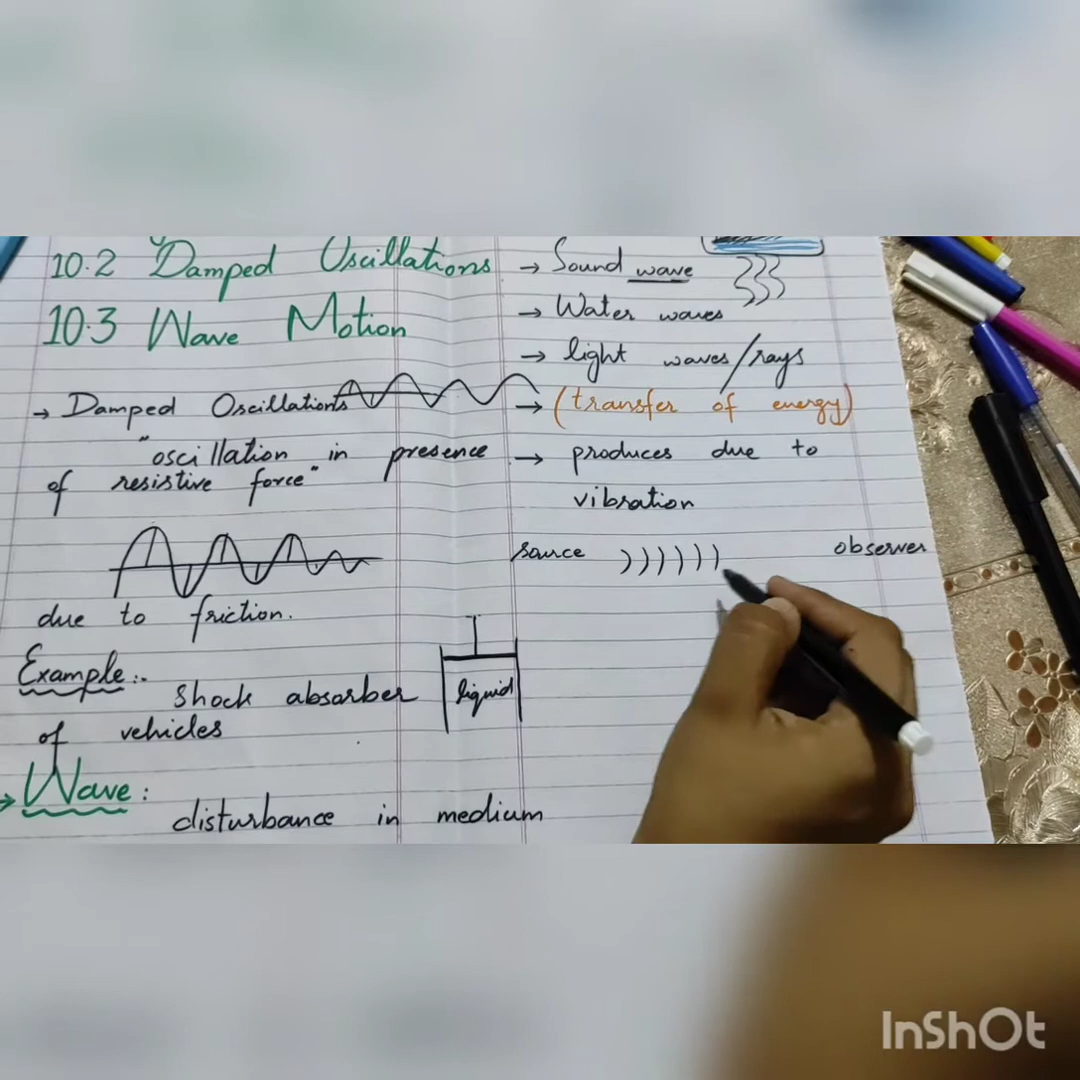 10.2 Damped Oscillations
10.3 Wave Motion
→ Damped Oscillations
"oscillation in presence
of resistive force"
due to friction.
Example:-
Shock absorber
of vehicles
liquid
→ Wave:
disturbance in medium
→ Sound wave
→ Water waves
→ light waves/rays
→ (transfer of energy)
→ produces due to
vibration
source observer
InShOt